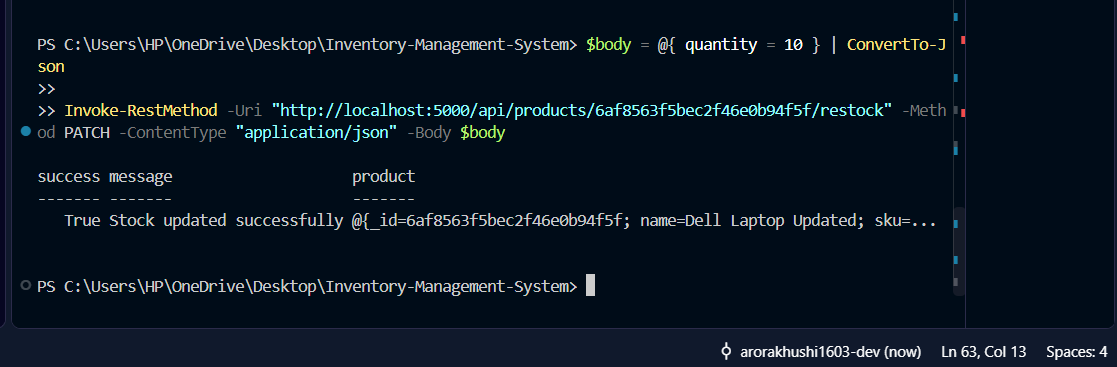 PS C:\Users\HP\OneDrive\Desktop\Inventory-Management-System> $body = @{ quantity = 10 } | ConvertTo-J
son
>>
>> Invoke-RestMethod -Uri "http://localhost:5000/api/products/6af8563f5bec2f46e0b94f5f/restock" -Meth
od PATCH -ContentType "application/json" -Body $body
success message product
------- ------- -------
True Stock updated successfully @{_id=6af8563f5bec2f46e0b94f5f; name=Dell Laptop Updated; sku=...
PS C:\Users\HP\OneDrive\Desktop\Inventory-Management-System>
arorakhushi1603-dev (now) Ln 63, Col 13 Spaces: 4